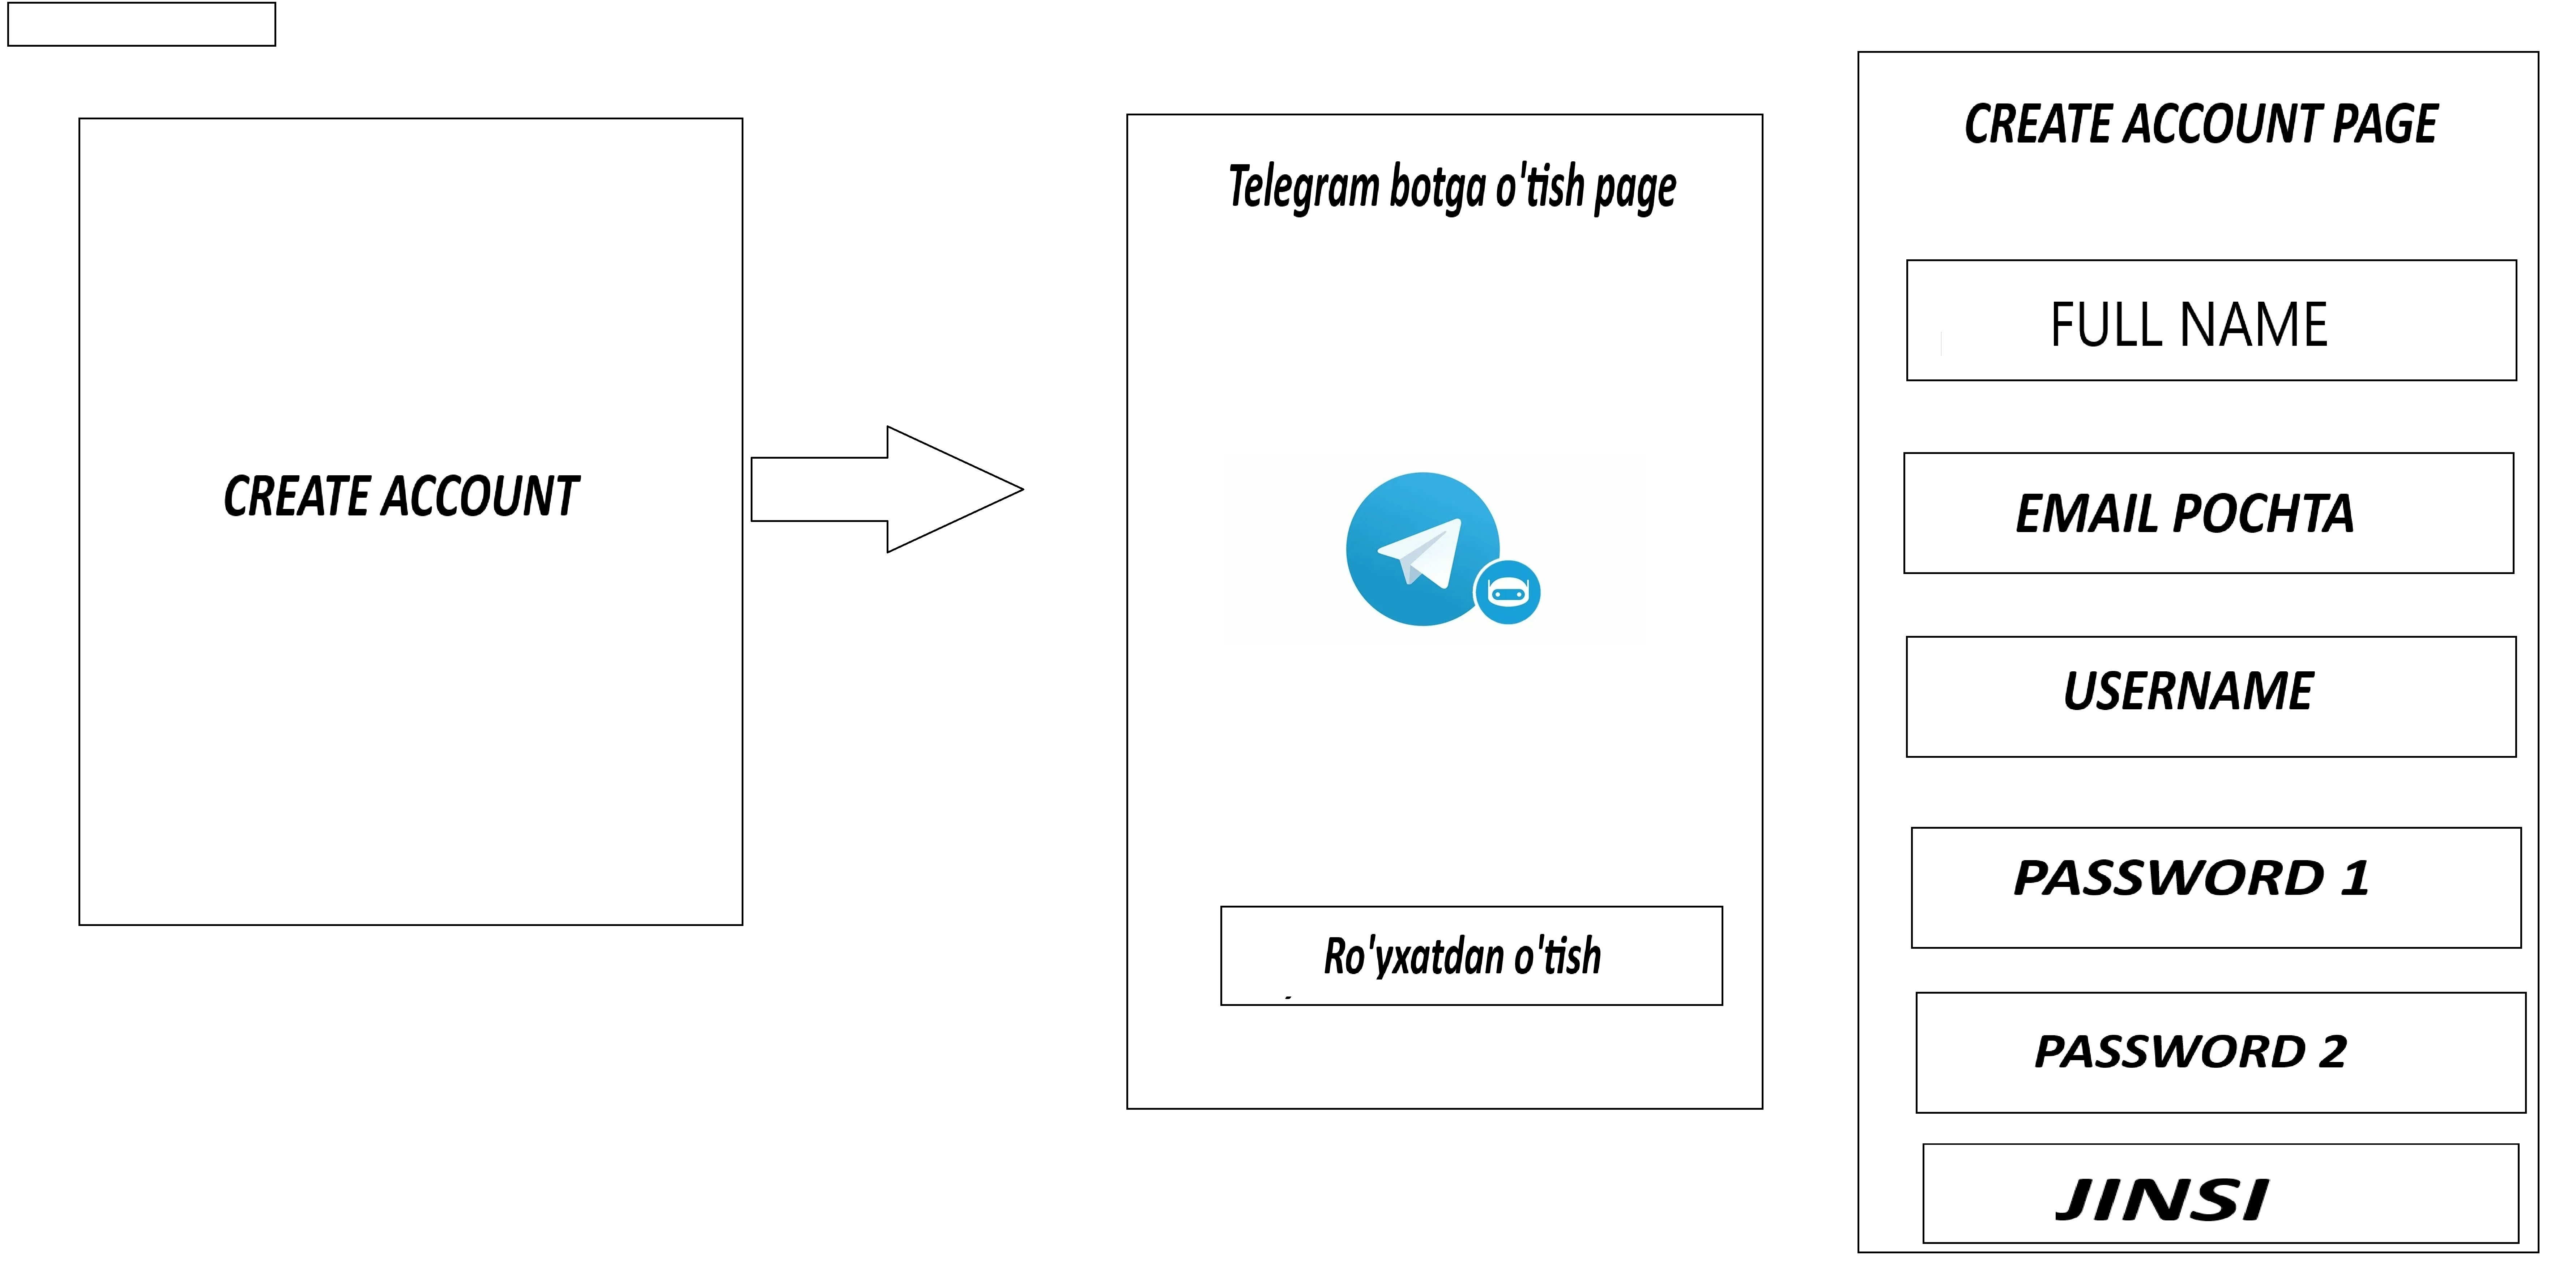 CREATE ACCOUNT
Telegram botga o'tish page
Ro'yxatdan o'tish
CREATE ACCOUNT PAGE
FULL NAME
EMAIL POCHTA
USERNAME
PASSWORD 1
PASSWORD 2
JINSI